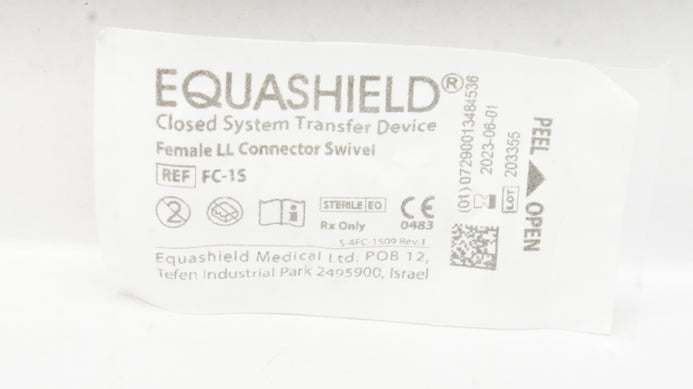 EQUASHIELD®
Closed System Transfer Device
Female LL Connector Swivel
REF FC-1S
STERILE EO
Rx Only
CE
0483
S-4FC-1509 Rev.1
Equashield Medical Ltd. POB 12,
Tefen Industrial Park 2495900, Israel
(01)07290013484536
2023-06-01
LOT 203355
PEEL OPEN